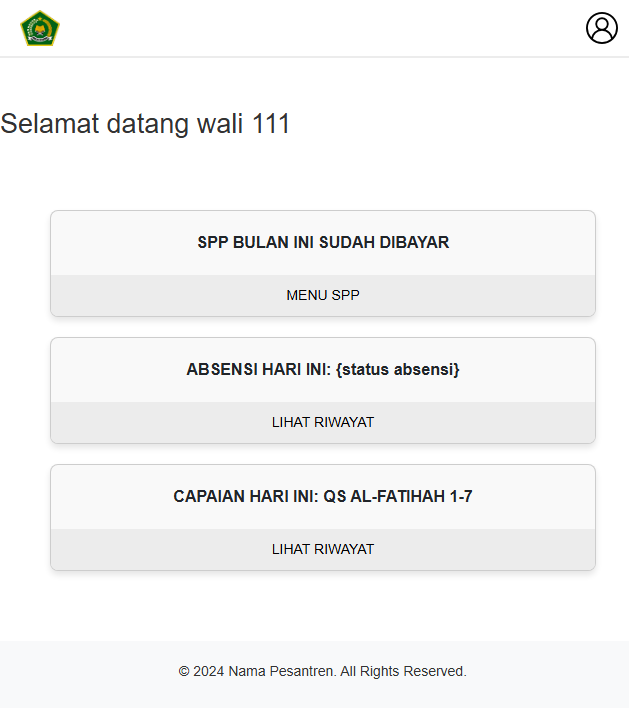 Selamat datang wali 111
SPP BULAN INI SUDAH DIBAYAR
MENU SPP
ABSENSI HARI INI: {status absensi}
LIHAT RIWAYAT
CAPAIAN HARI INI: QS AL-FATIHAH 1-7
LIHAT RIWAYAT
© 2024 Nama Pesantren. All Rights Reserved.